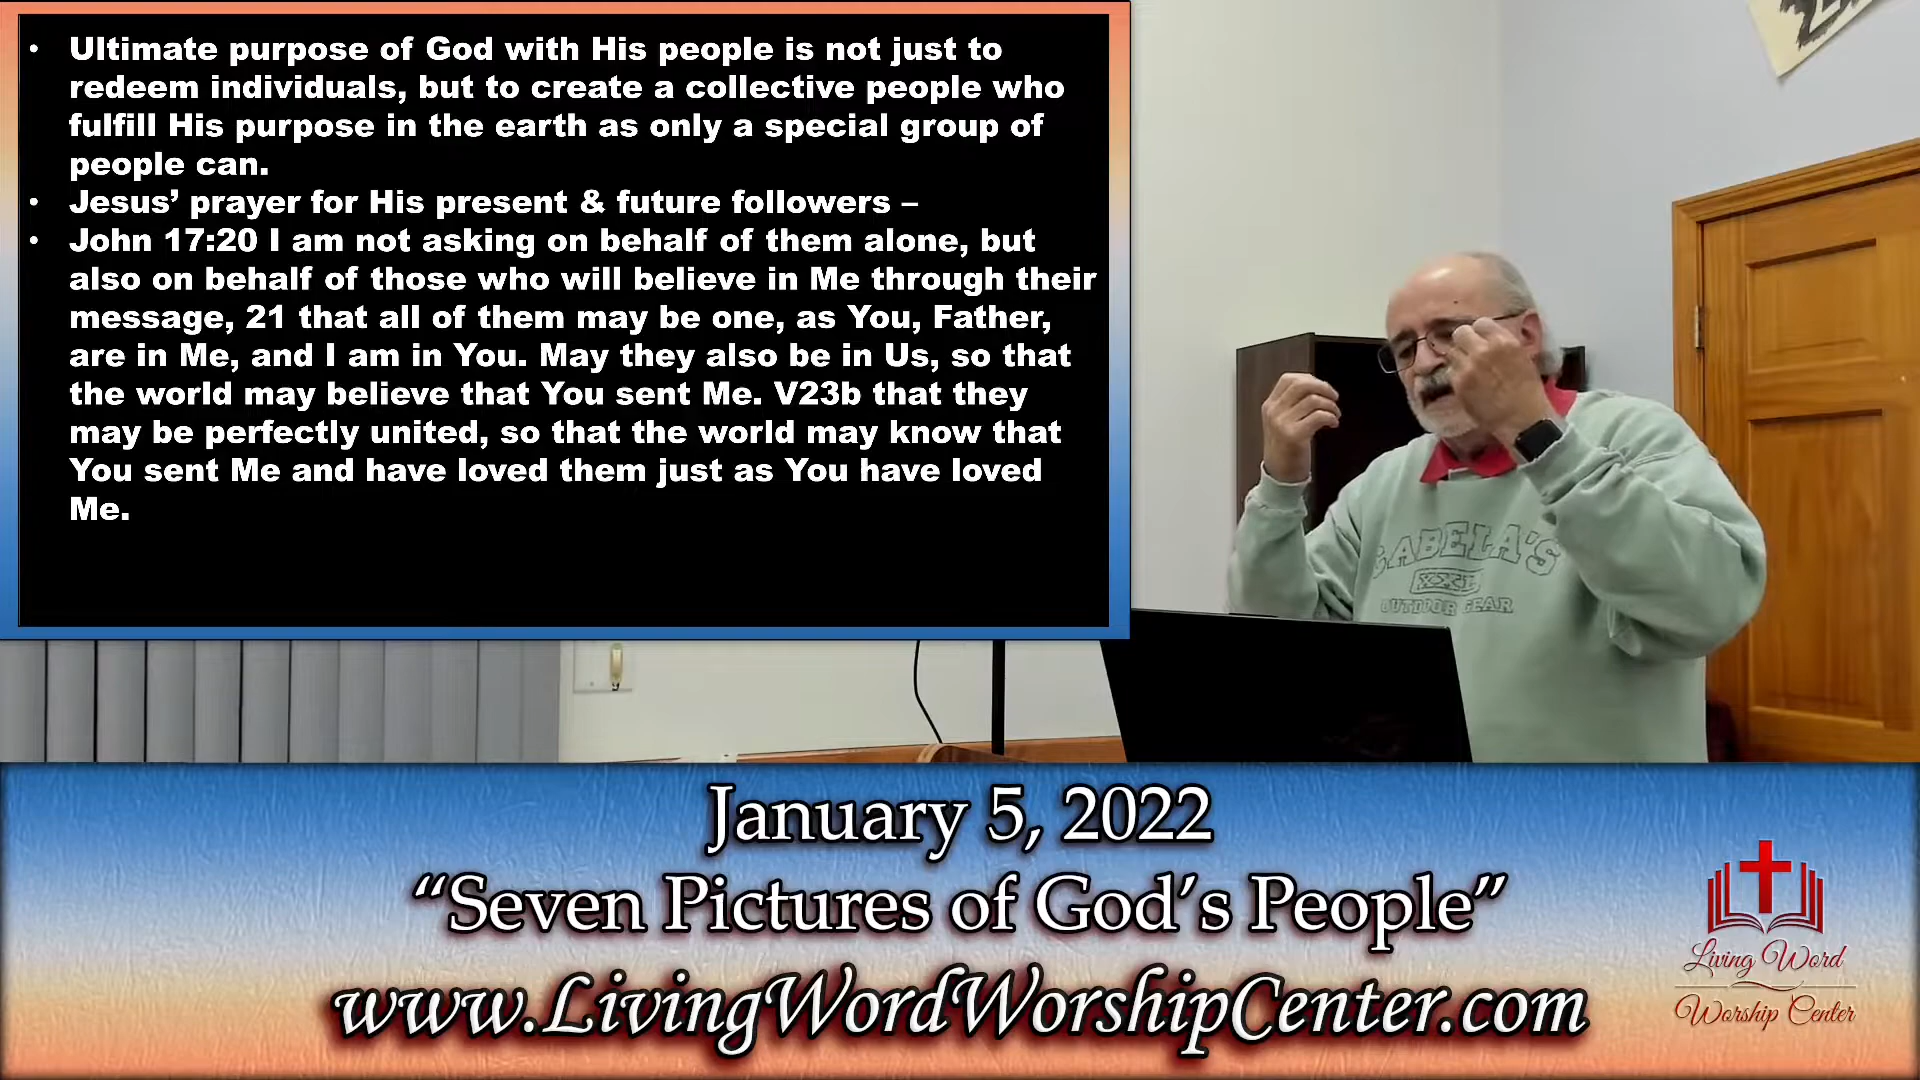 • Ultimate purpose of God with His people is not just to
redeem individuals, but to create a collective people who
fulfill His purpose in the earth as only a special group of
people can.
• Jesus’ prayer for His present & future followers –
• John 17:20 I am not asking on behalf of them alone, but
also on behalf of those who will believe in Me through their
message, 21 that all of them may be one, as You, Father,
are in Me, and I am in You. May they also be in Us, so that
the world may believe that You sent Me. V23b that they
may be perfectly united, so that the world may know that
You sent Me and have loved them just as You have loved
Me.
CABELA'S
XXL
OUTDOOR GEAR
January 5, 2022
“Seven Pictures of God’s People”
www.LivingWordWorshipCenter.com
Living Word
Worship Center